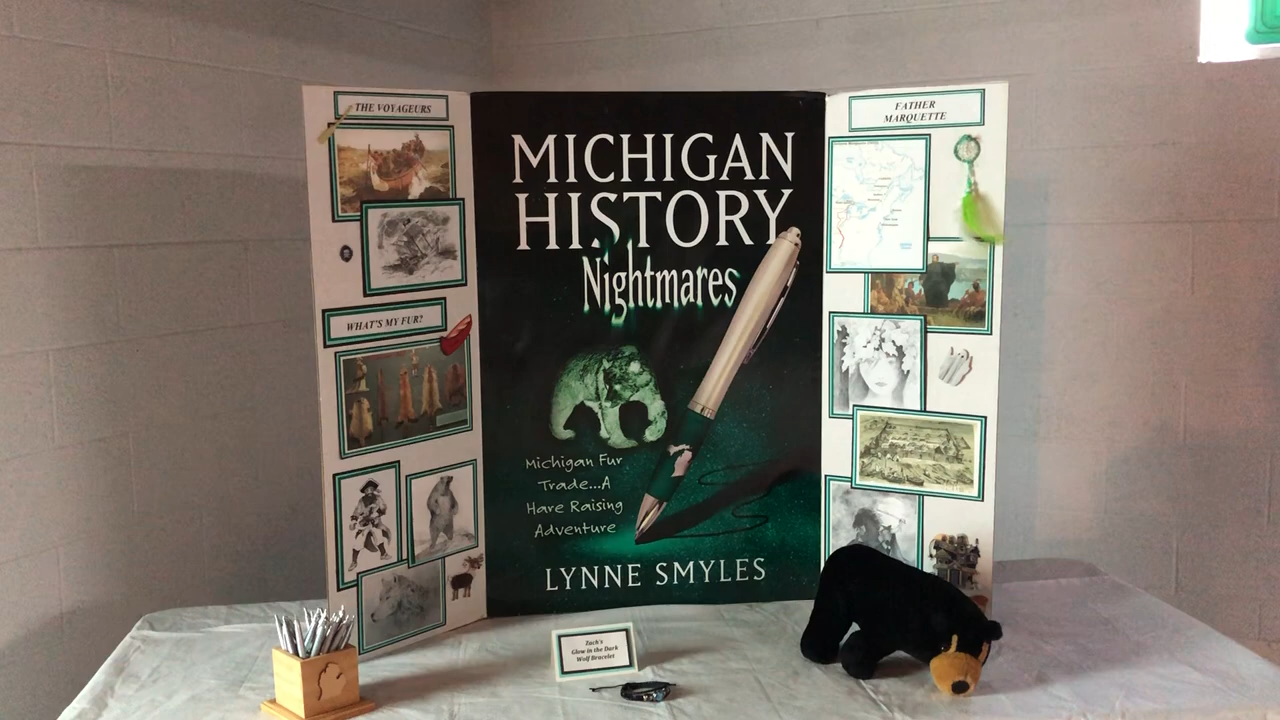 THE VOYAGEURS
WHAT'S MY FUR?
MICHIGAN
HISTORY
Nightmares
Michigan Fur
Trade...A
Hare Raising
Adventure
LYNNE SMYLES
FATHER
MARQUETTE
Zach's
Glow in the Dark
Wolf Bracelet